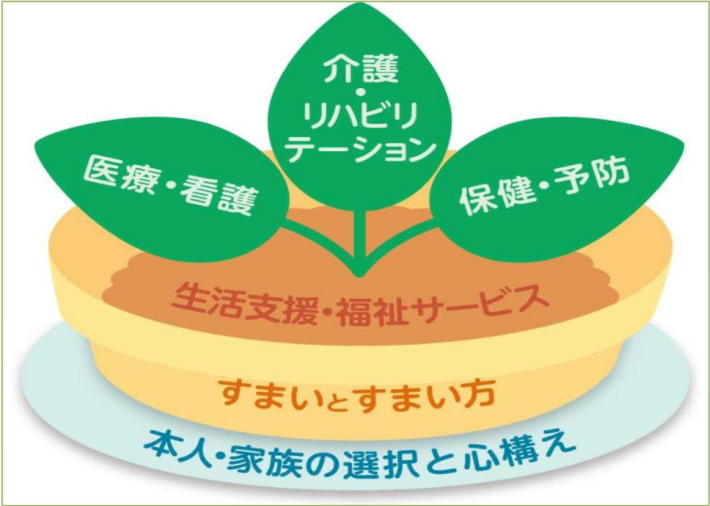 介護
・
リハビリ
テーション
医療・看護
保健・予防
生活支援・福祉サービス
すまいとすまい方
本人・家族の選択と心構え